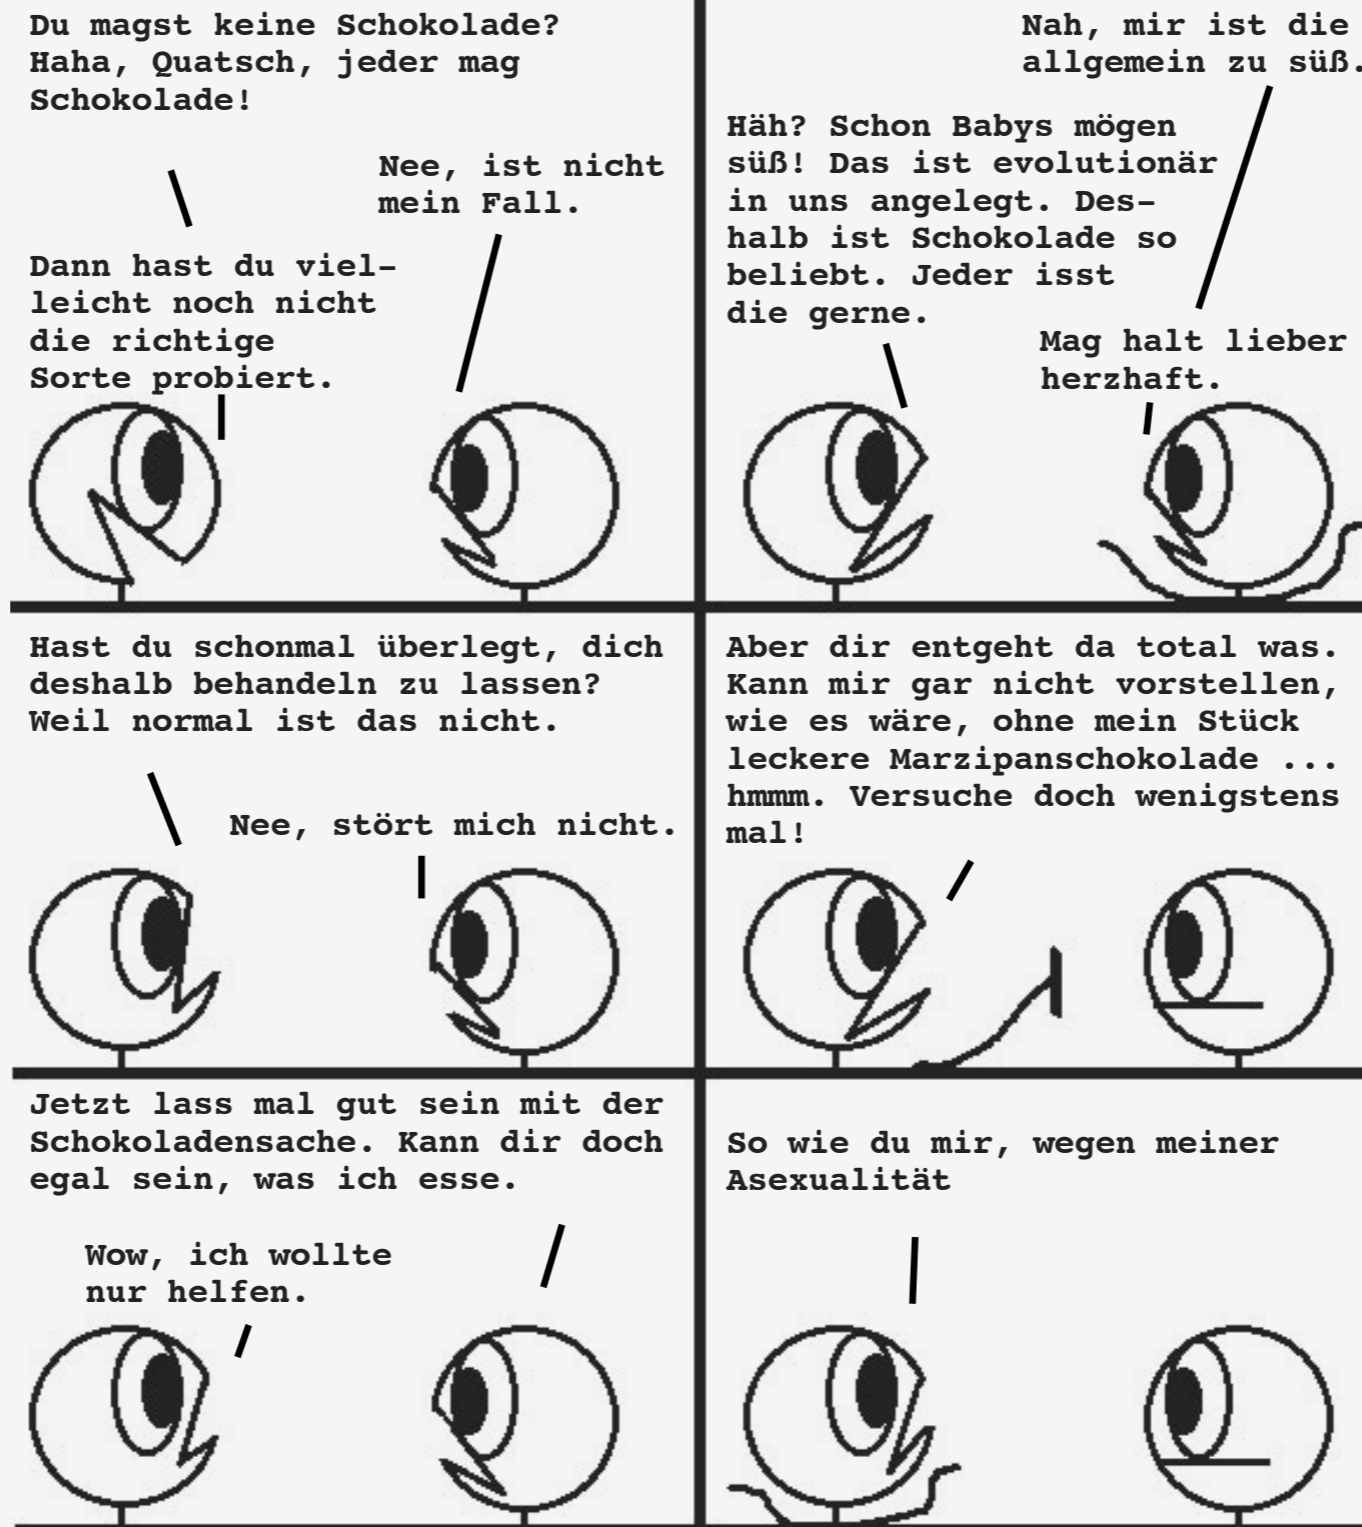 Du magst keine Schokolade?
Haha, Quatsch, jeder mag
Schokolade!
Nee, ist nicht
mein Fall.
Dann hast du viel-
leicht noch nicht
die richtige
Sorte probiert.
Nah, mir ist die
allgemein zu süß.
Häh? Schon Babys mögen
süß! Das ist evolutionär
in uns angelegt. Des-
halb ist Schokolade so
beliebt. Jeder isst
die gerne.
Mag halt lieber
herzhaft.
Hast du schonmal überlegt, dich
deshalb behandeln zu lassen?
Weil normal ist das nicht.
Nee, stört mich nicht.
Aber dir entgeht da total was.
Kann mir gar nicht vorstellen,
wie es wäre, ohne mein Stück
leckere Marzipanschokolade ...
hmmm. Versuche doch wenigstens
mal!
Jetzt lass mal gut sein mit der
Schokoladensache. Kann dir doch
egal sein, was ich esse.
Wow, ich wollte
nur helfen.
So wie du mir, wegen meiner
Asexualität